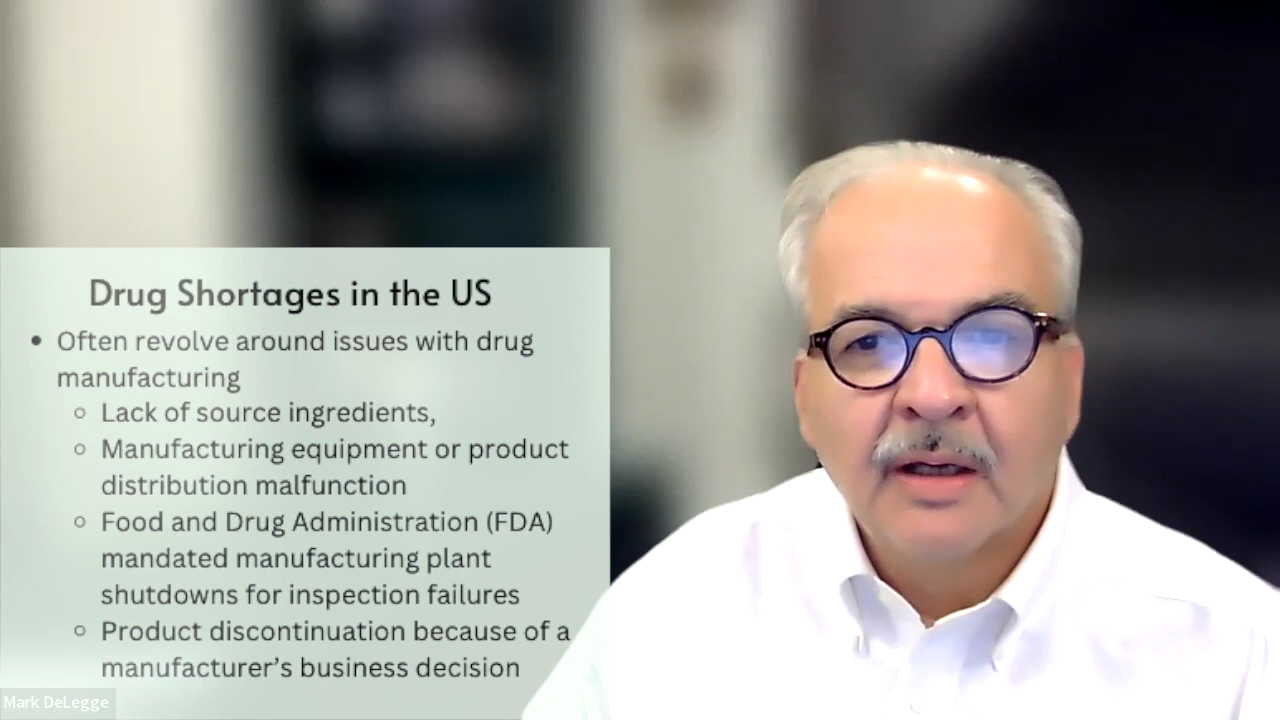 Drug Shortages in the US
• Often revolve around issues with drug
manufacturing
○ Lack of source ingredients,
○ Manufacturing equipment or product
distribution malfunction
○ Food and Drug Administration (FDA)
mandated manufacturing plant
shutdowns for inspection failures
○ Product discontinuation because of a
manufacturer’s business decision
Mark DeLegge